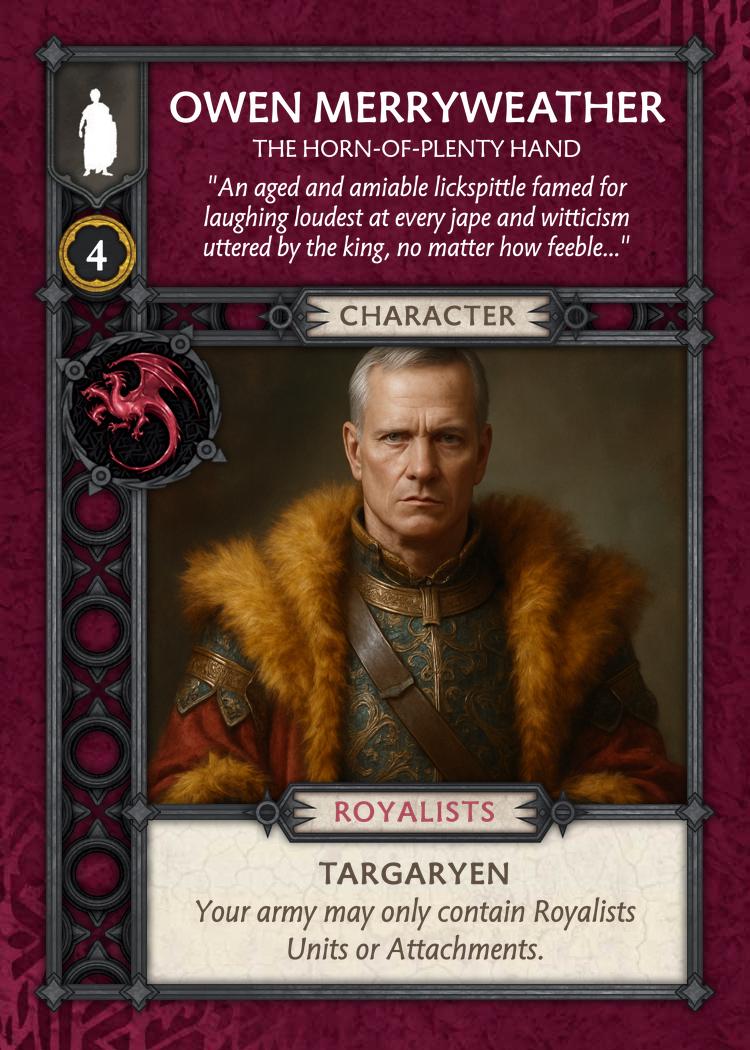 OWEN MERRYWEATHER
THE HORN-OF-PLENTY HAND
"An aged and amiable lickspittle famed for
laughing loudest at every jape and witticism
uttered by the king, no matter how feeble..."
4
CHARACTER
ROYALISTS
TARGARYEN
Your army may only contain Royalists
Units or Attachments.